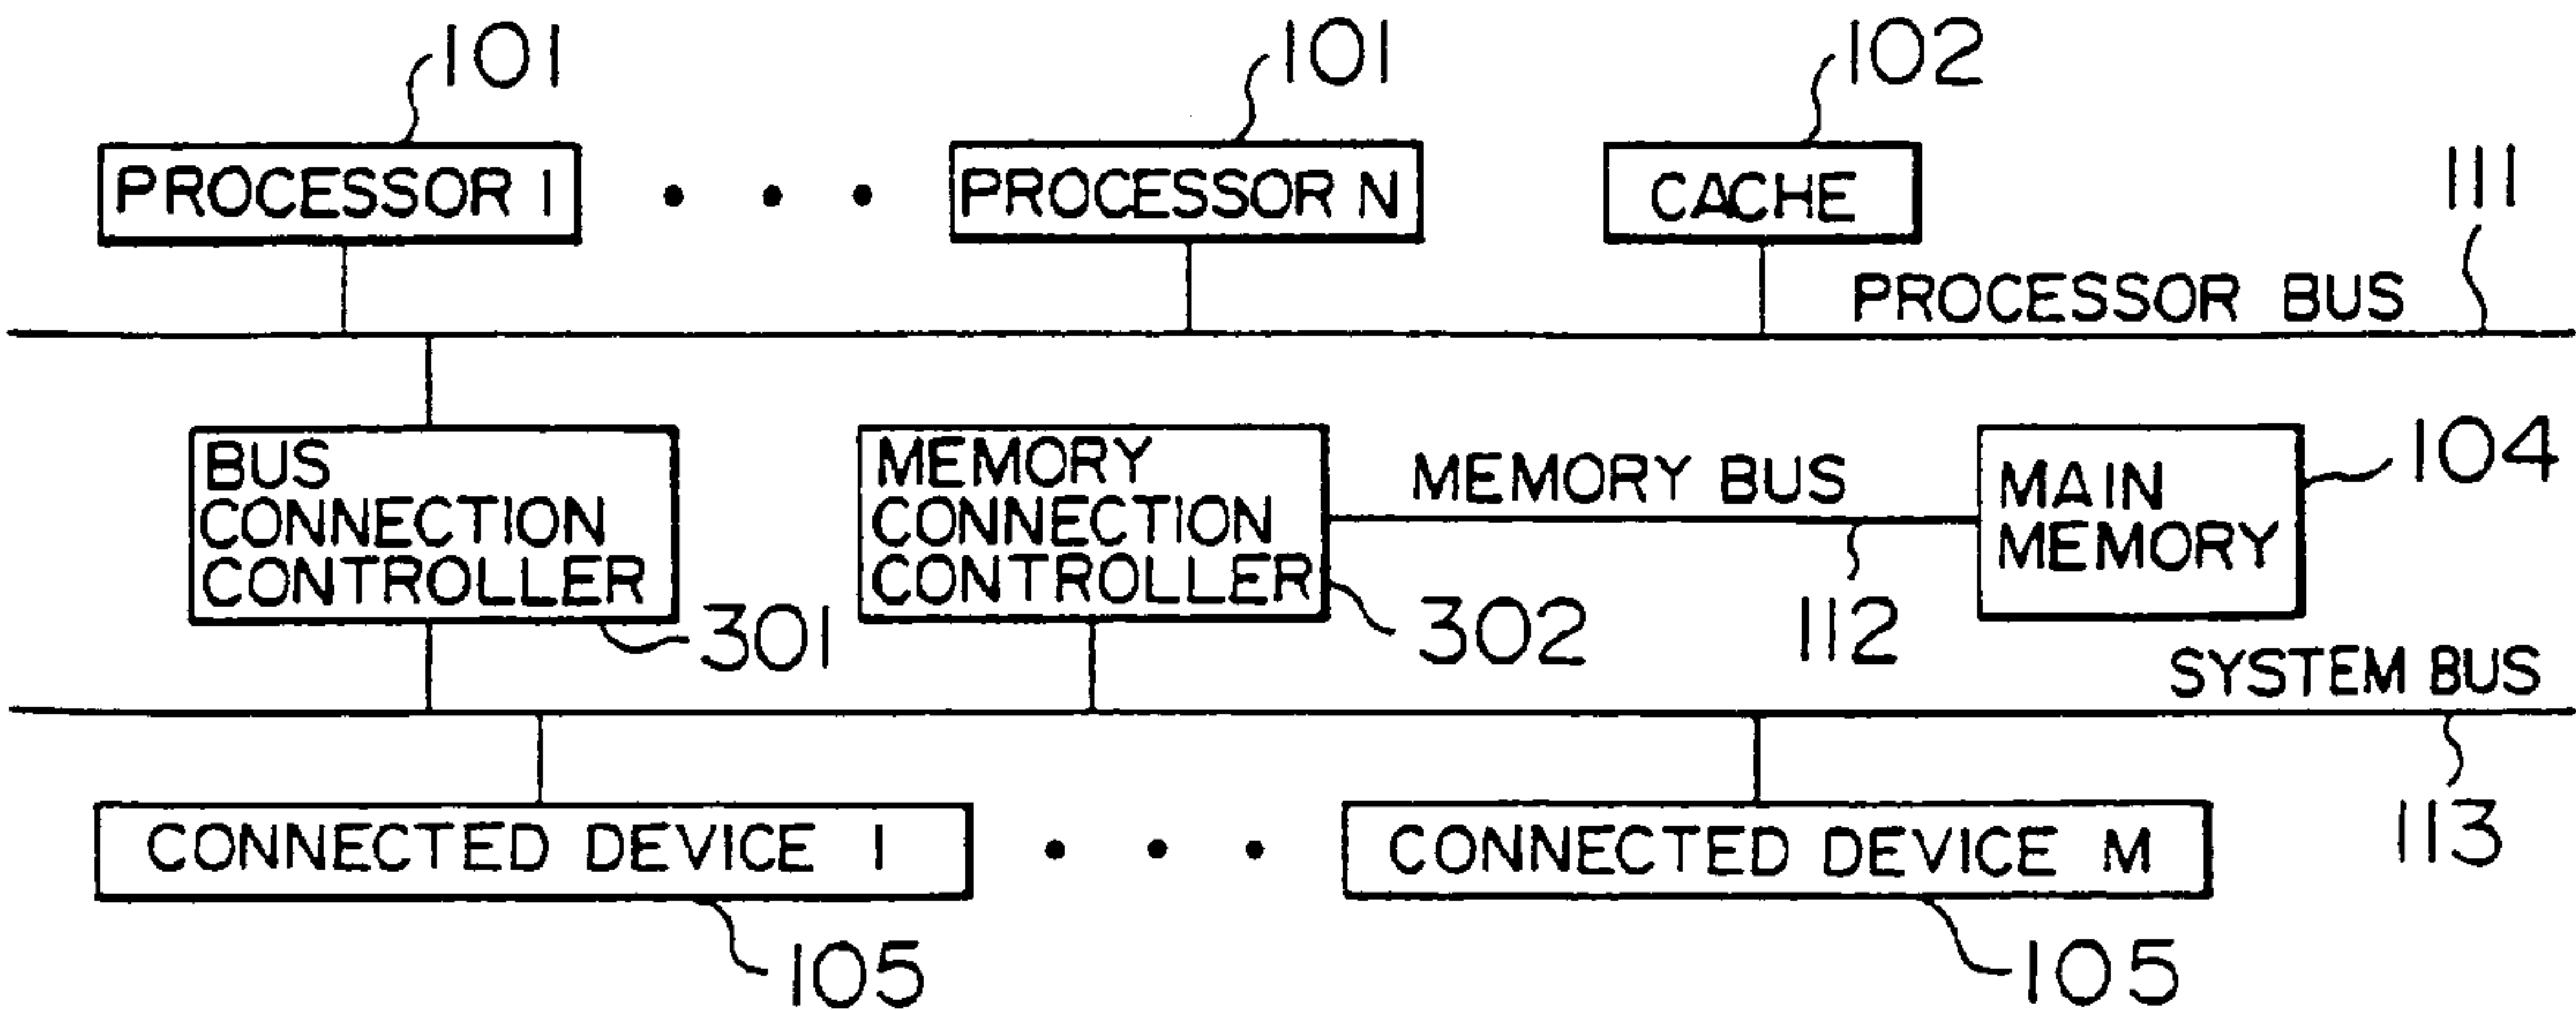 101
101
102
PROCESSOR 1
PROCESSOR N
CACHE
111
PROCESSOR BUS
BUS
CONNECTION
CONTROLLER
301
MEMORY
CONNECTION
CONTROLLER
302
MEMORY BUS
112
MAIN
MEMORY
104
SYSTEM BUS
113
CONNECTED DEVICE 1
CONNECTED DEVICE M
105
105